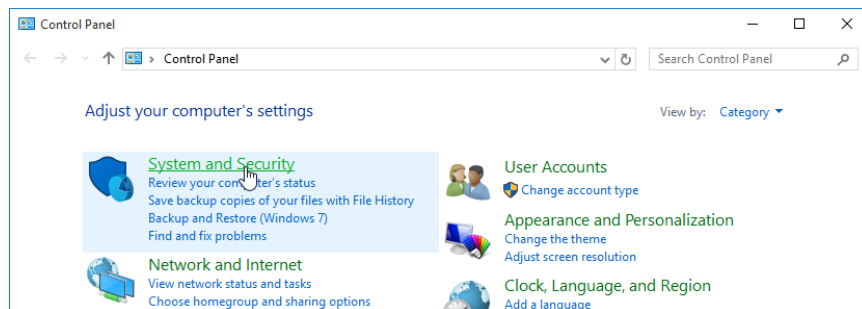 Control Panel
Control Panel
Search Control Panel
Adjust your computer's settings
View by: Category
System and Security
Review your computer's status
Save backup copies of your files with File History
Backup and Restore (Windows 7)
Find and fix problems
Network and Internet
View network status and tasks
Choose homegroup and sharing options
User Accounts
Change account type
Appearance and Personalization
Change the theme
Adjust screen resolution
Clock, Language, and Region
Add a language